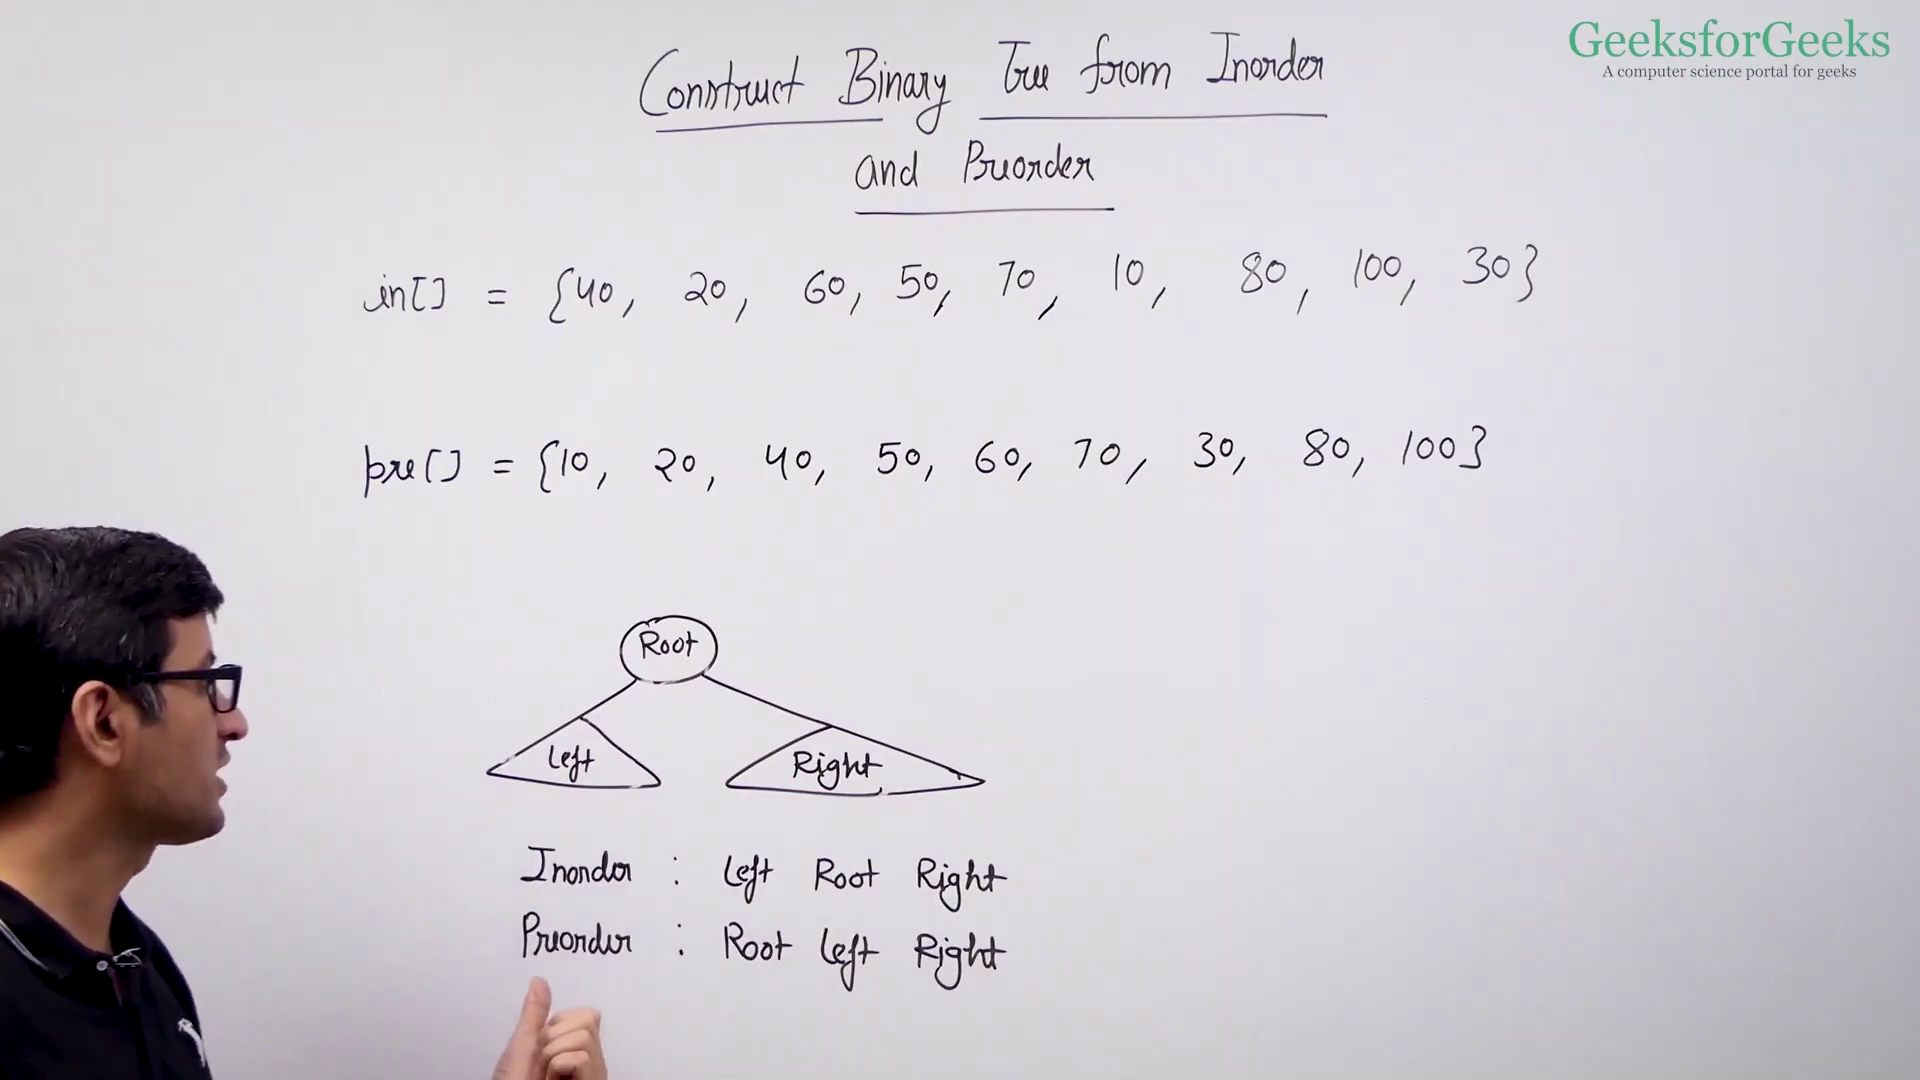 GeeksforGeeks
A computer science portal for geeks
Construct Binary Tree from Inorder
and Preorder
in[] = {40, 20, 60, 50, 70, 10, 80, 100, 30}
pre[] = {10, 20, 40, 50, 60, 70, 30, 80, 100}
Root
Left Right
Inorder : Left Root Right
Preorder : Root Left Right